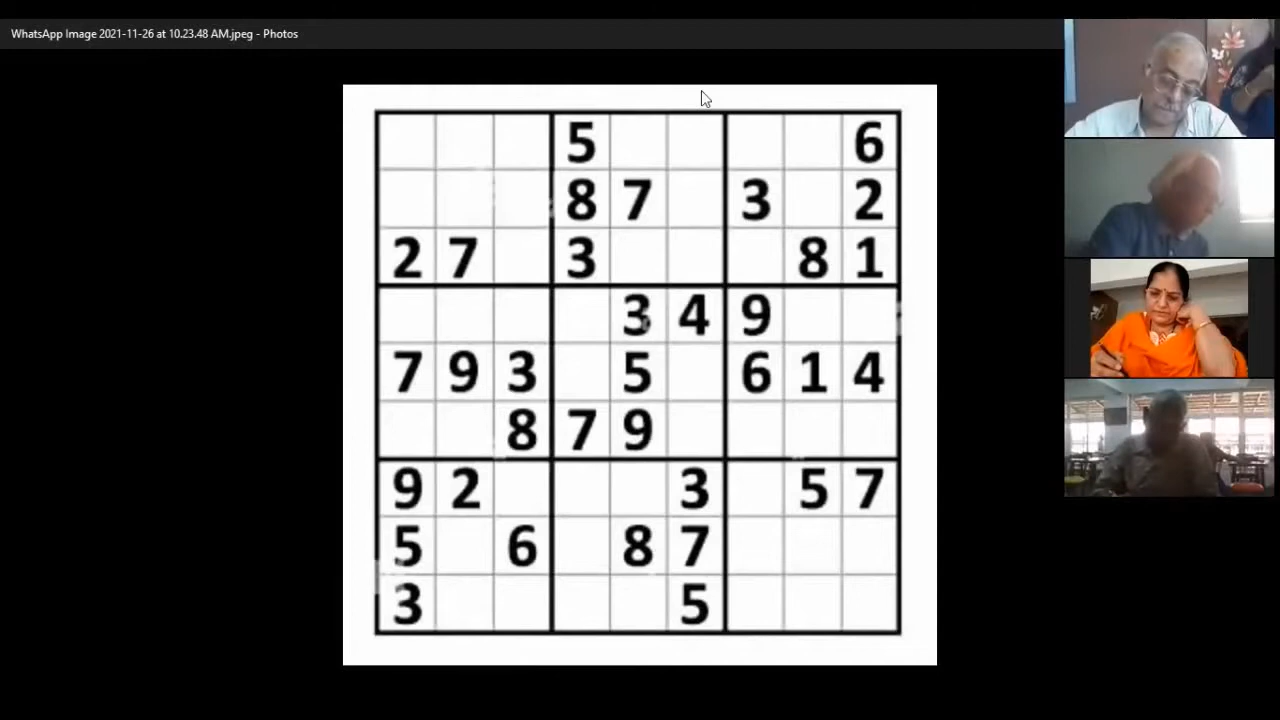 WhatsApp Image 2021-11-26 at 10.23.48 AM.jpeg - Photos
5 6
8 7 3 2
2 7 3 8 1
3 4 9
7 9 3 5 6 1 4
8 7 9
9 2 3 5 7
5 6 8 7
3 5